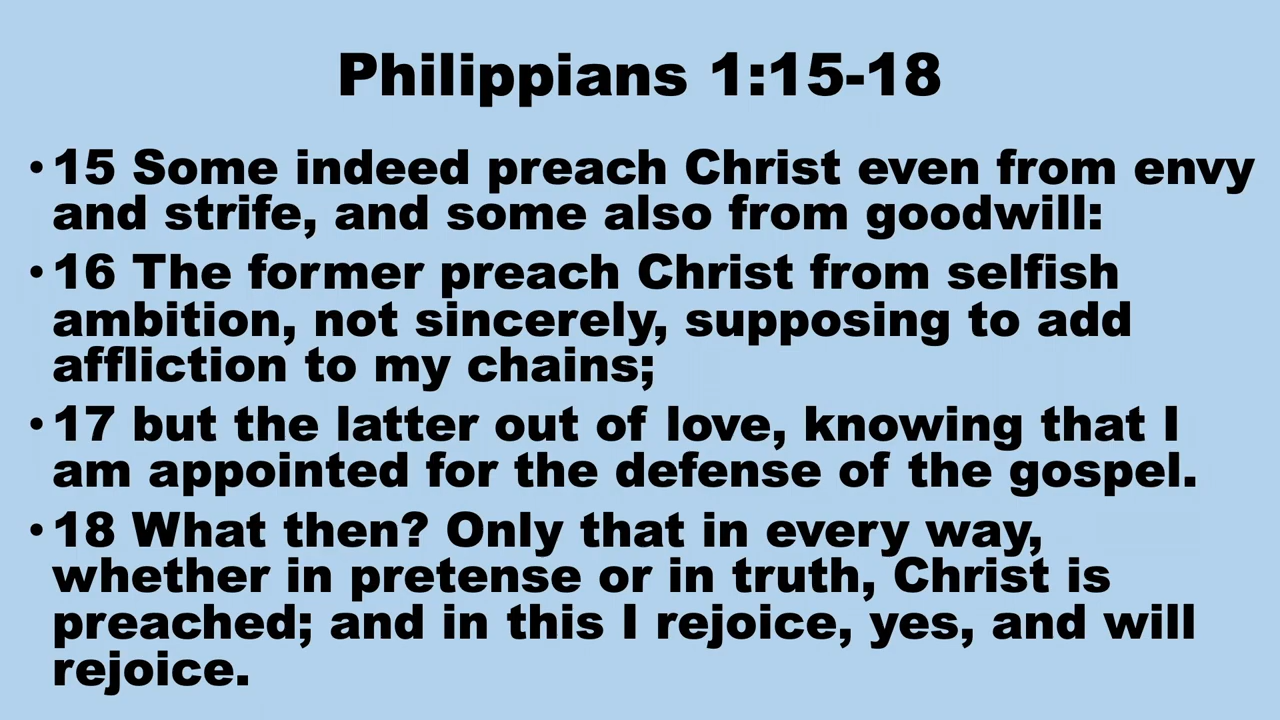 Philippians 1:15-18
•15 Some indeed preach Christ even from envy
and strife, and some also from goodwill:
•16 The former preach Christ from selfish
ambition, not sincerely, supposing to add
affliction to my chains;
•17 but the latter out of love, knowing that I
am appointed for the defense of the gospel.
•18 What then? Only that in every way,
whether in pretense or in truth, Christ is
preached; and in this I rejoice, yes, and will
rejoice.